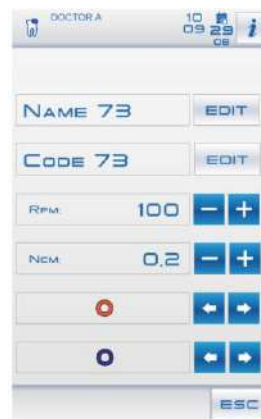 DOCTOR A
10 29
09 08
NAME 73 EDIT
CODE 73 EDIT
RPM: 100 - +
NCM: 0,2 - +
ESC